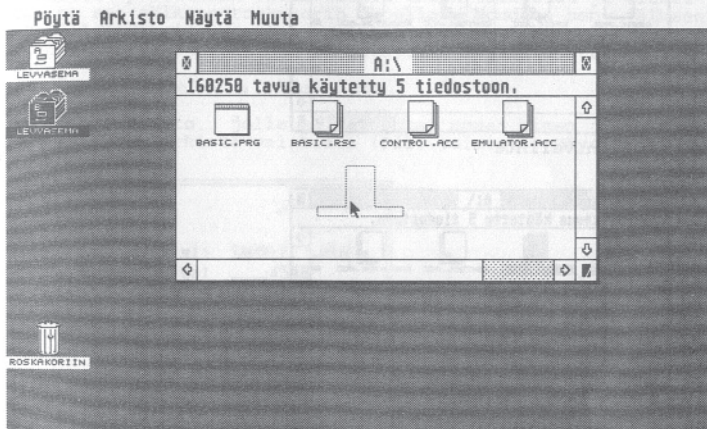 Pöytä Arkisto Näytä Muuta
A:\
160250 tavua käytetty 5 tiedostoon.
BASIC.PRG BASIC.RSC CONTROL.ACC EMULATOR.ACC
A
LEVYASEMA
LEVYASEMA
ROSKAKORIIN